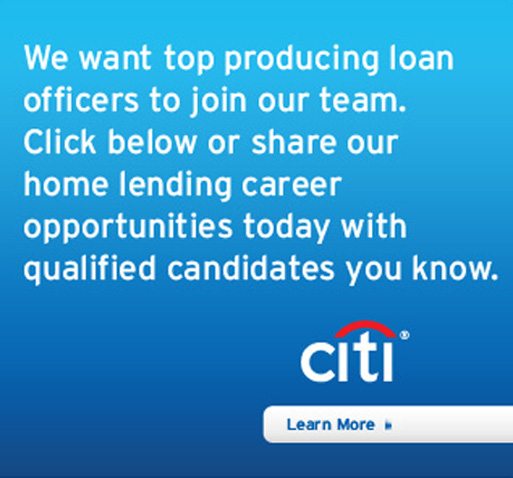 We want top producing loan
officers to join our team.
Click below or share our
home lending career
opportunities today with
qualified candidates you know.
citi®
Learn More